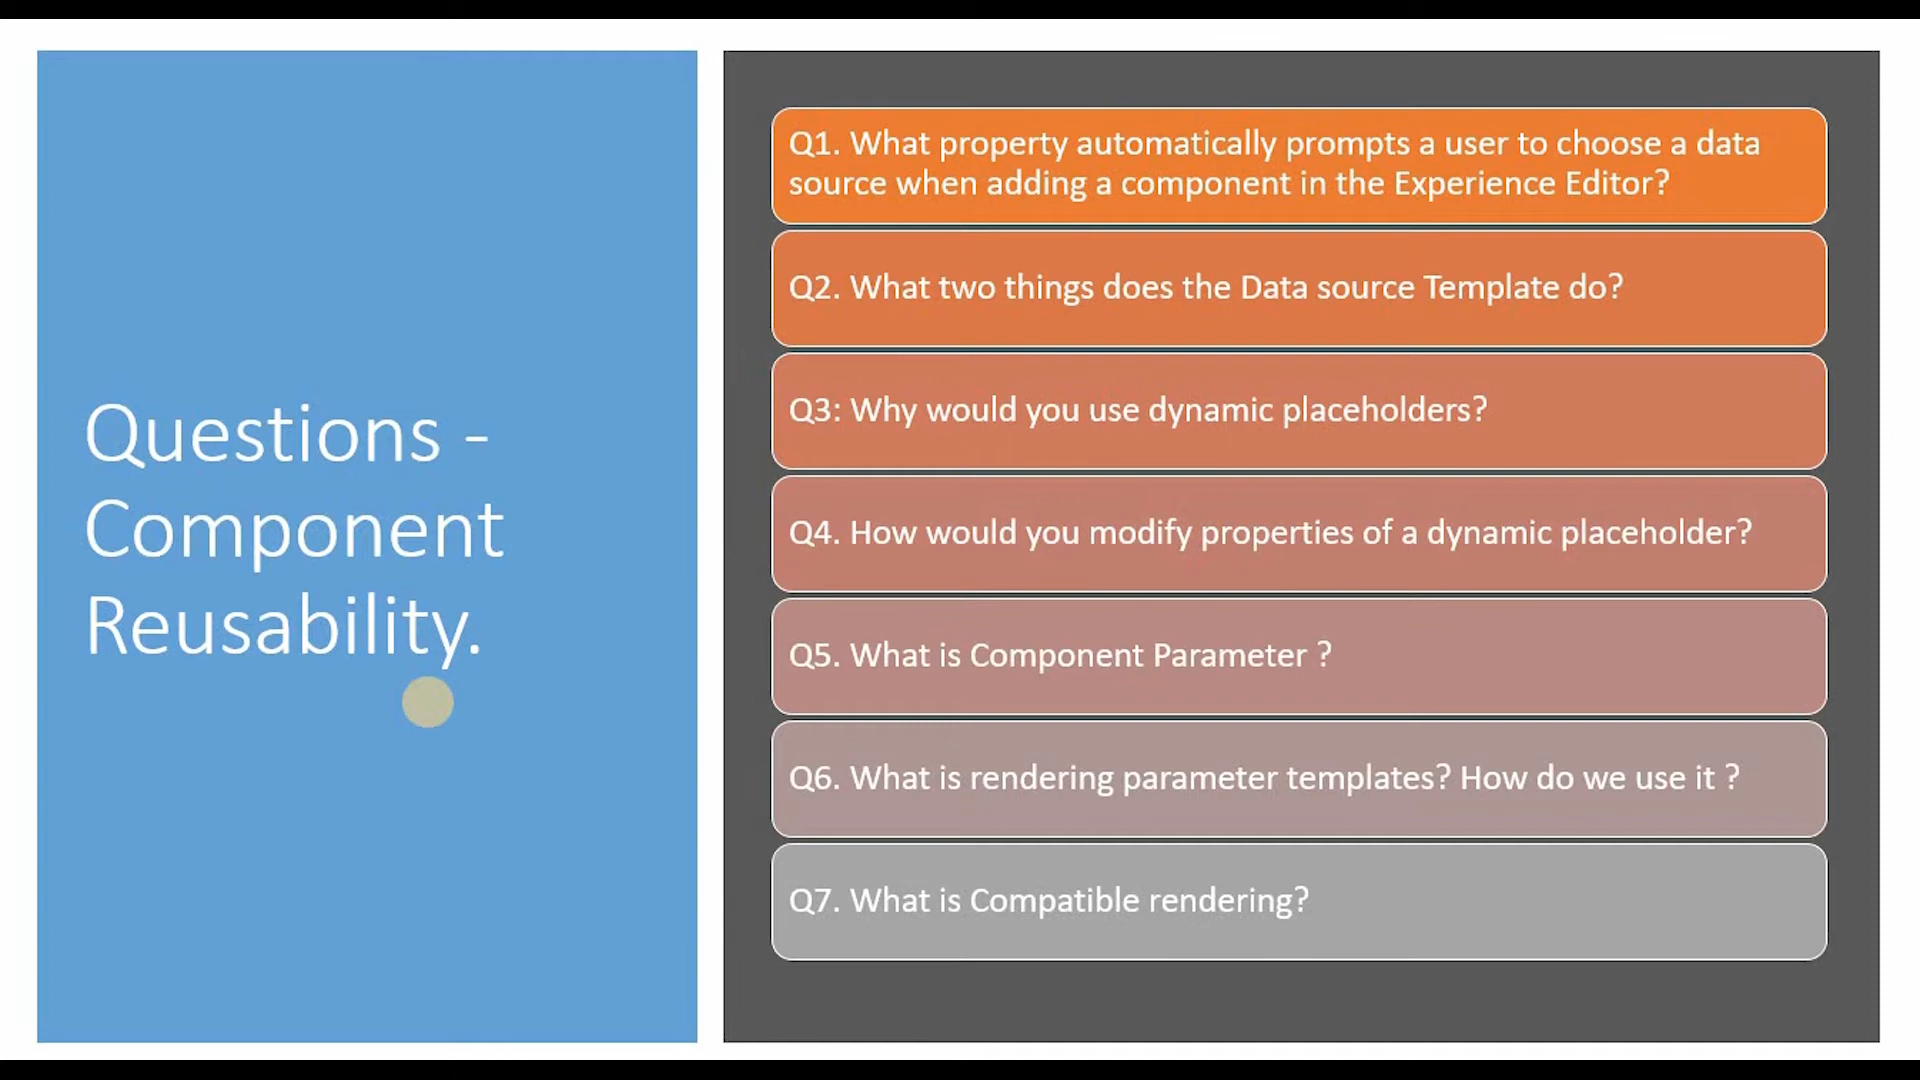 Questions -
Component
Reusability.
Q1. What property automatically prompts a user to choose a data
source when adding a component in the Experience Editor?
Q2. What two things does the Data source Template do?
Q3: Why would you use dynamic placeholders?
Q4. How would you modify properties of a dynamic placeholder?
Q5. What is Component Parameter ?
Q6. What is rendering parameter templates? How do we use it ?
Q7. What is Compatible rendering?